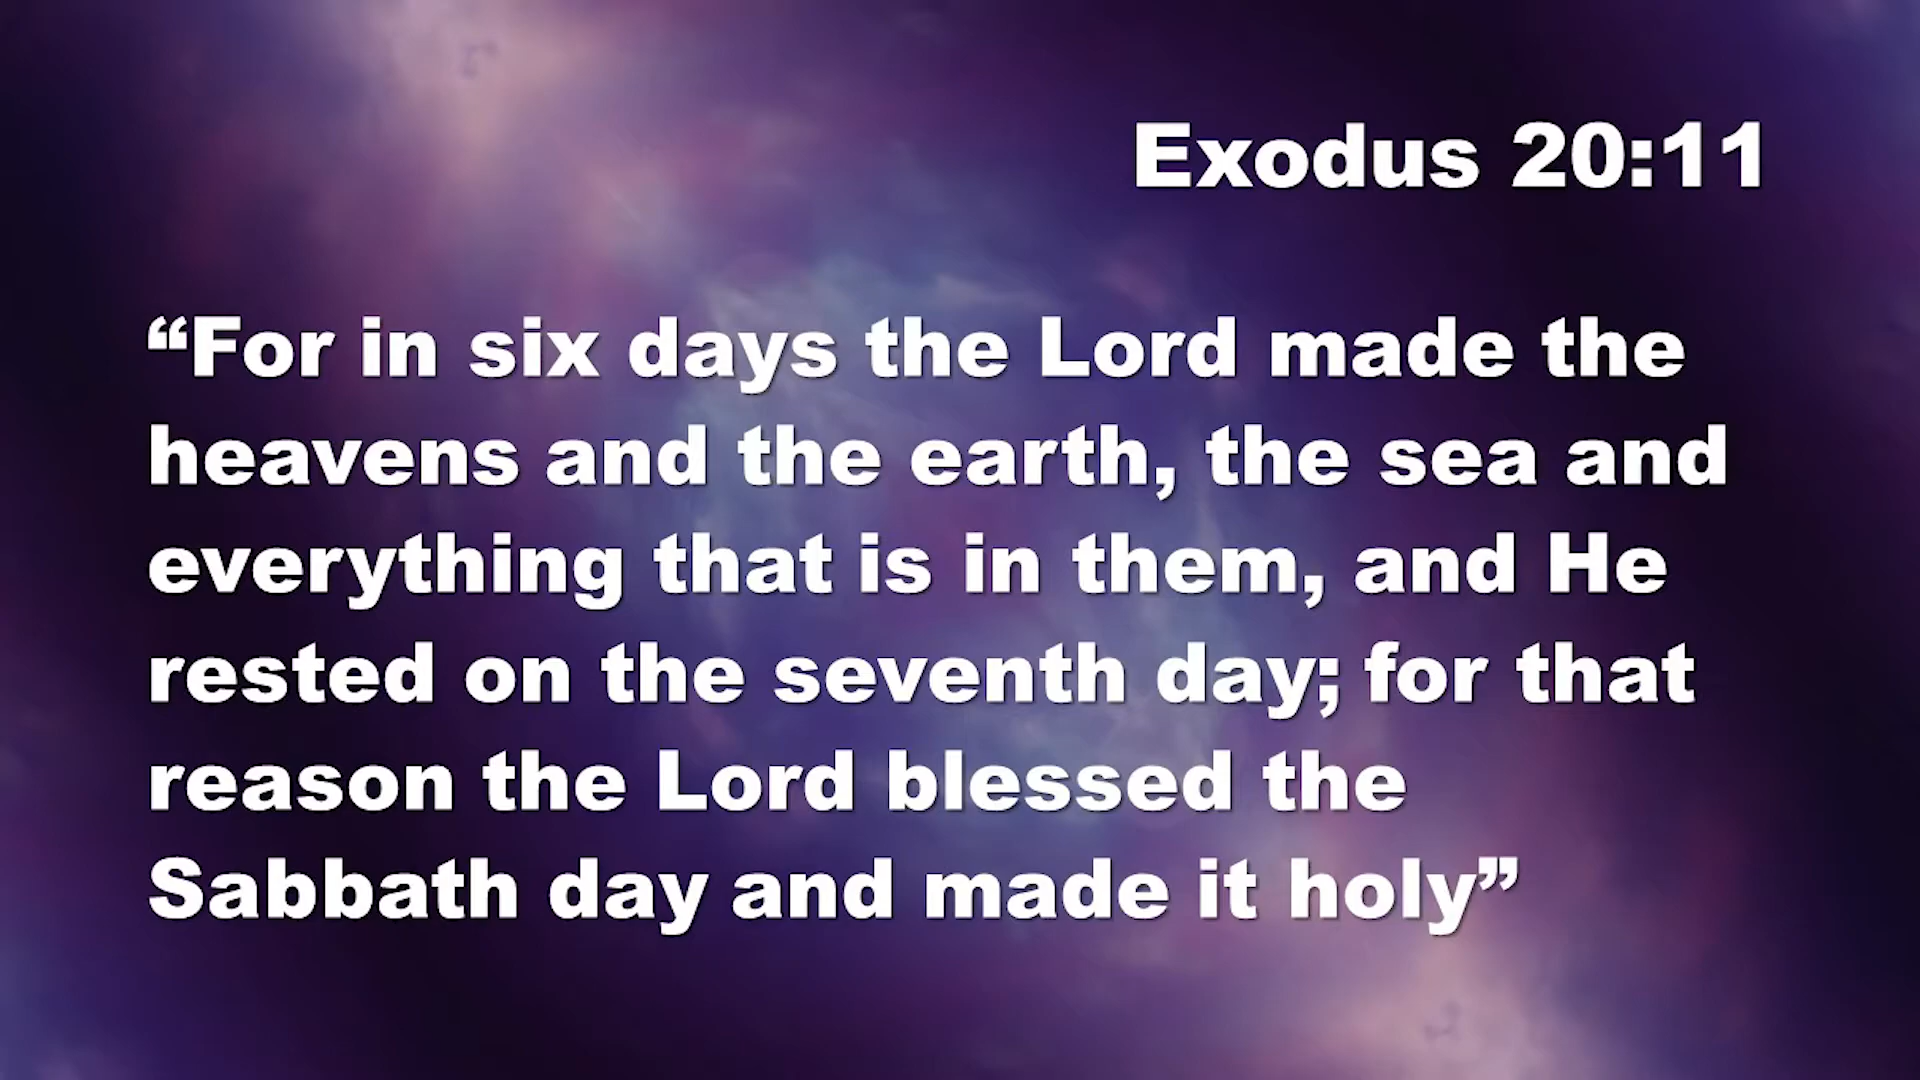 Exodus 20:11
“For in six days the Lord made the
heavens and the earth, the sea and
everything that is in them, and He
rested on the seventh day; for that
reason the Lord blessed the
Sabbath day and made it holy”